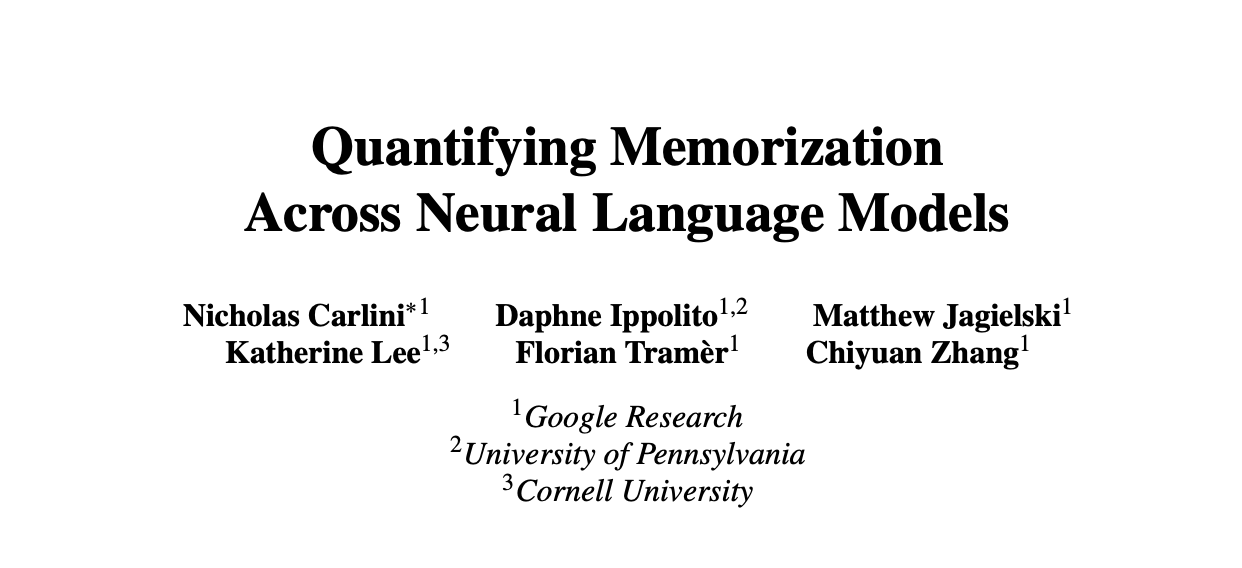 Quantifying Memorization
Across Neural Language Models
Nicholas Carlini*1 Daphne Ippolito1,2 Matthew Jagielski1
Katherine Lee1,3 Florian Tramèr1 Chiyuan Zhang1
1Google Research
2University of Pennsylvania
3Cornell University